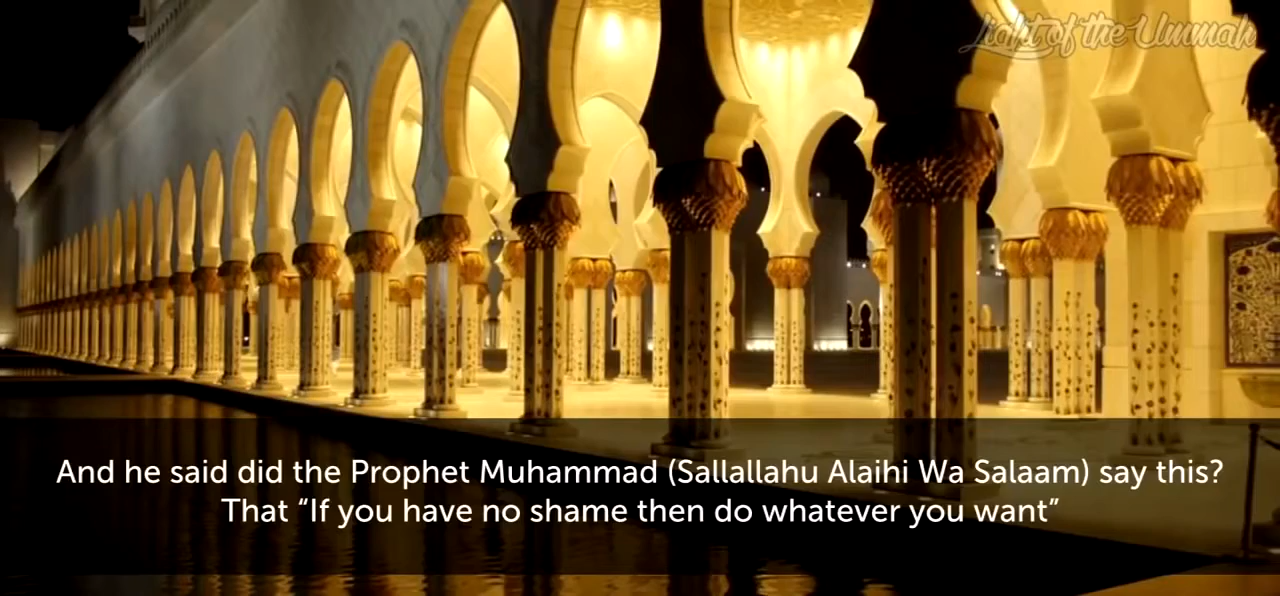 Light of the Ummah
And he said did the Prophet Muhammad (Sallallahu Alaihi Wa Salaam) say this?
That “If you have no shame then do whatever you want”